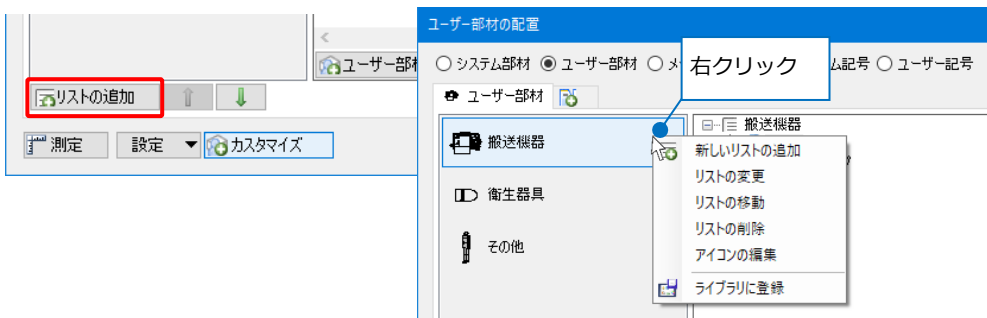 ユーザー部材
リストの追加
測定
設定
カスタマイズ
ユーザー部材の配置
システム部材
ユーザー部材
右クリック
ム記号
ユーザー記号
ユーザー部材
搬送機器
衛生器具
その他
搬送機器
新しいリストの追加
リストの変更
リストの移動
リストの削除
アイコンの編集
ライブラリに登録